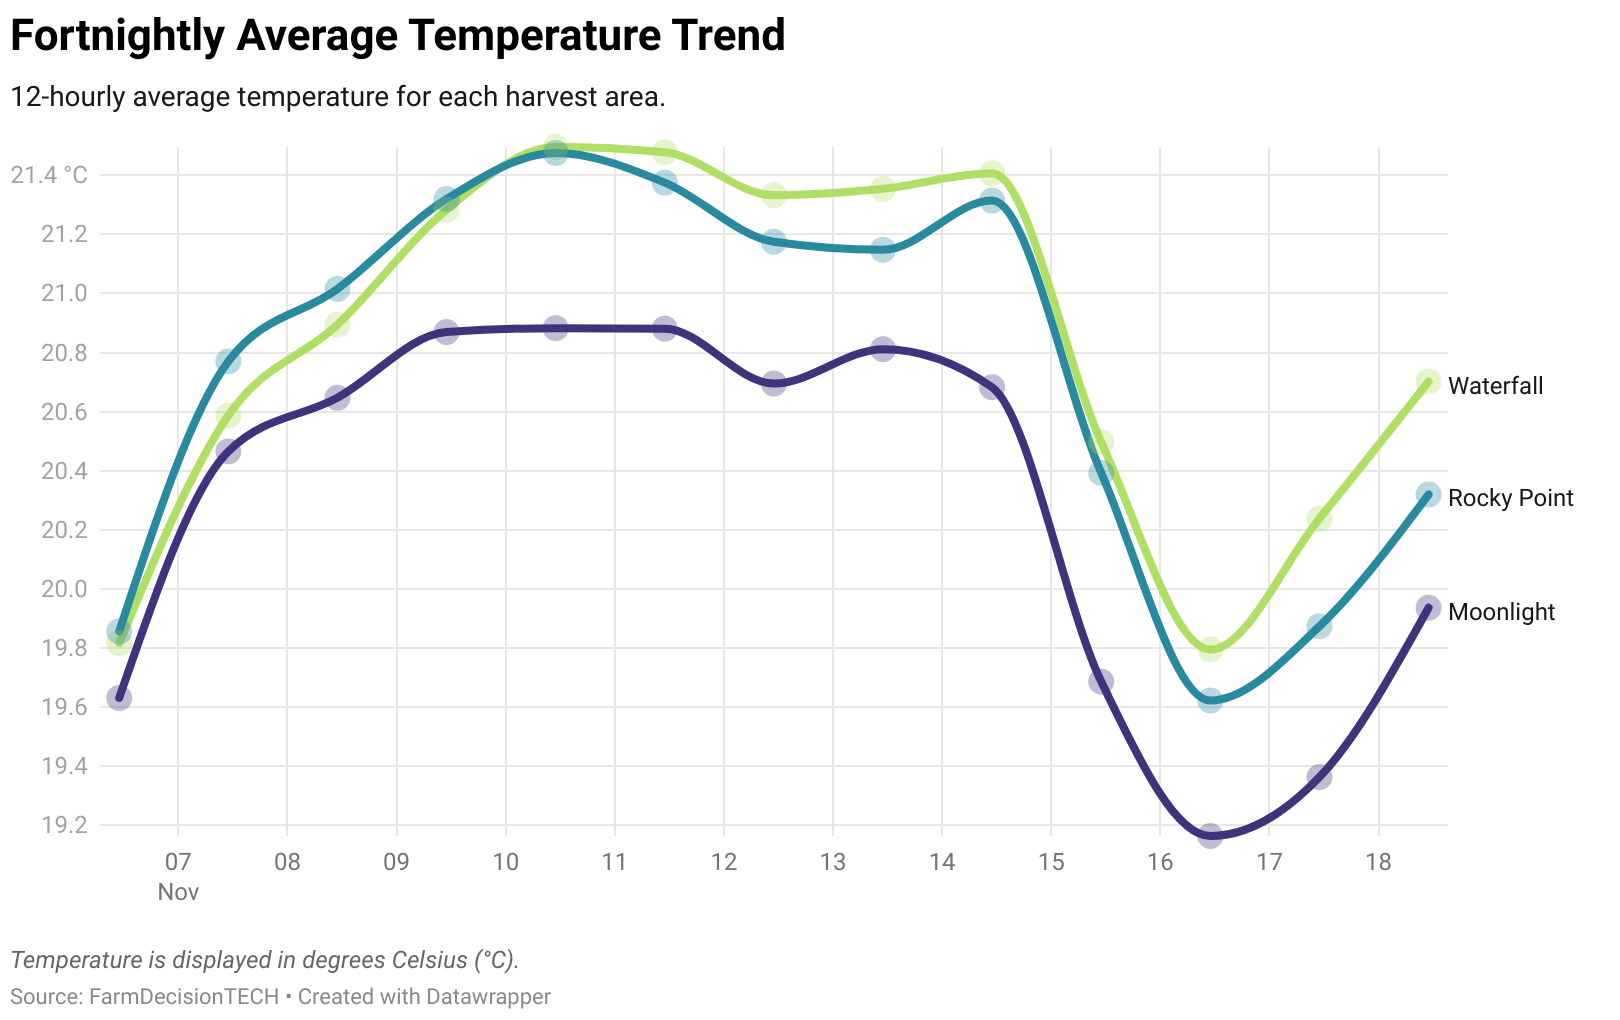 Fortnightly Average Temperature Trend
12-hourly average temperature for each harvest area.
21.4 °C
21.2
21.0
20.8
20.6
20.4
20.2
20.0
19.8
19.6
19.4
19.2
Waterfall
Rocky Point
Moonlight
07 08 09 10 11 12 13 14 15 16 17 18
Nov
Temperature is displayed in degrees Celsius (°C).
Source: FarmDecisionTECH • Created with Datawrapper